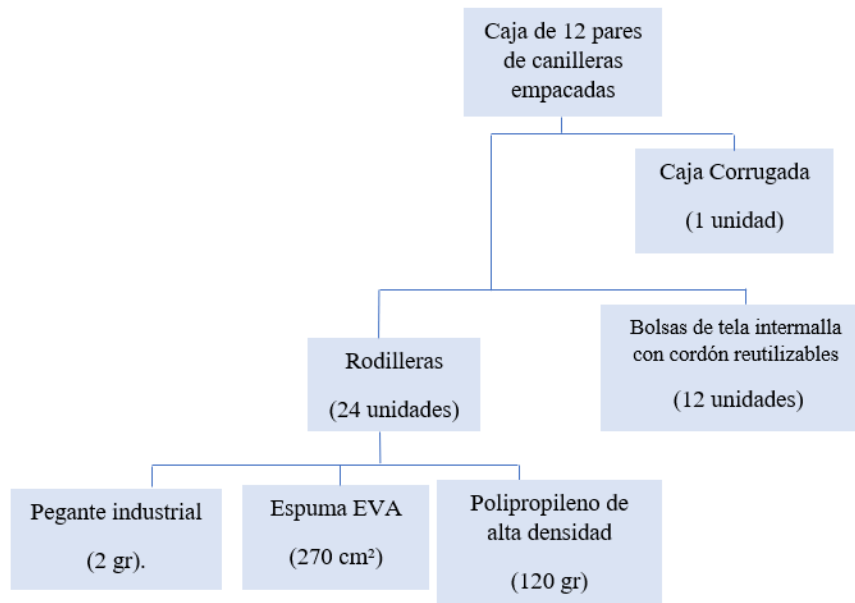 Caja de 12 pares
de canilleras
empacadas
Caja Corrugada
(1 unidad)
Rodilleras
(24 unidades)
Bolsas de tela intermalla
con cordón reutilizables
(12 unidades)
Pegante industrial
(2 gr).
Espuma EVA
(270 cm²)
Polipropileno de
alta densidad
(120 gr)